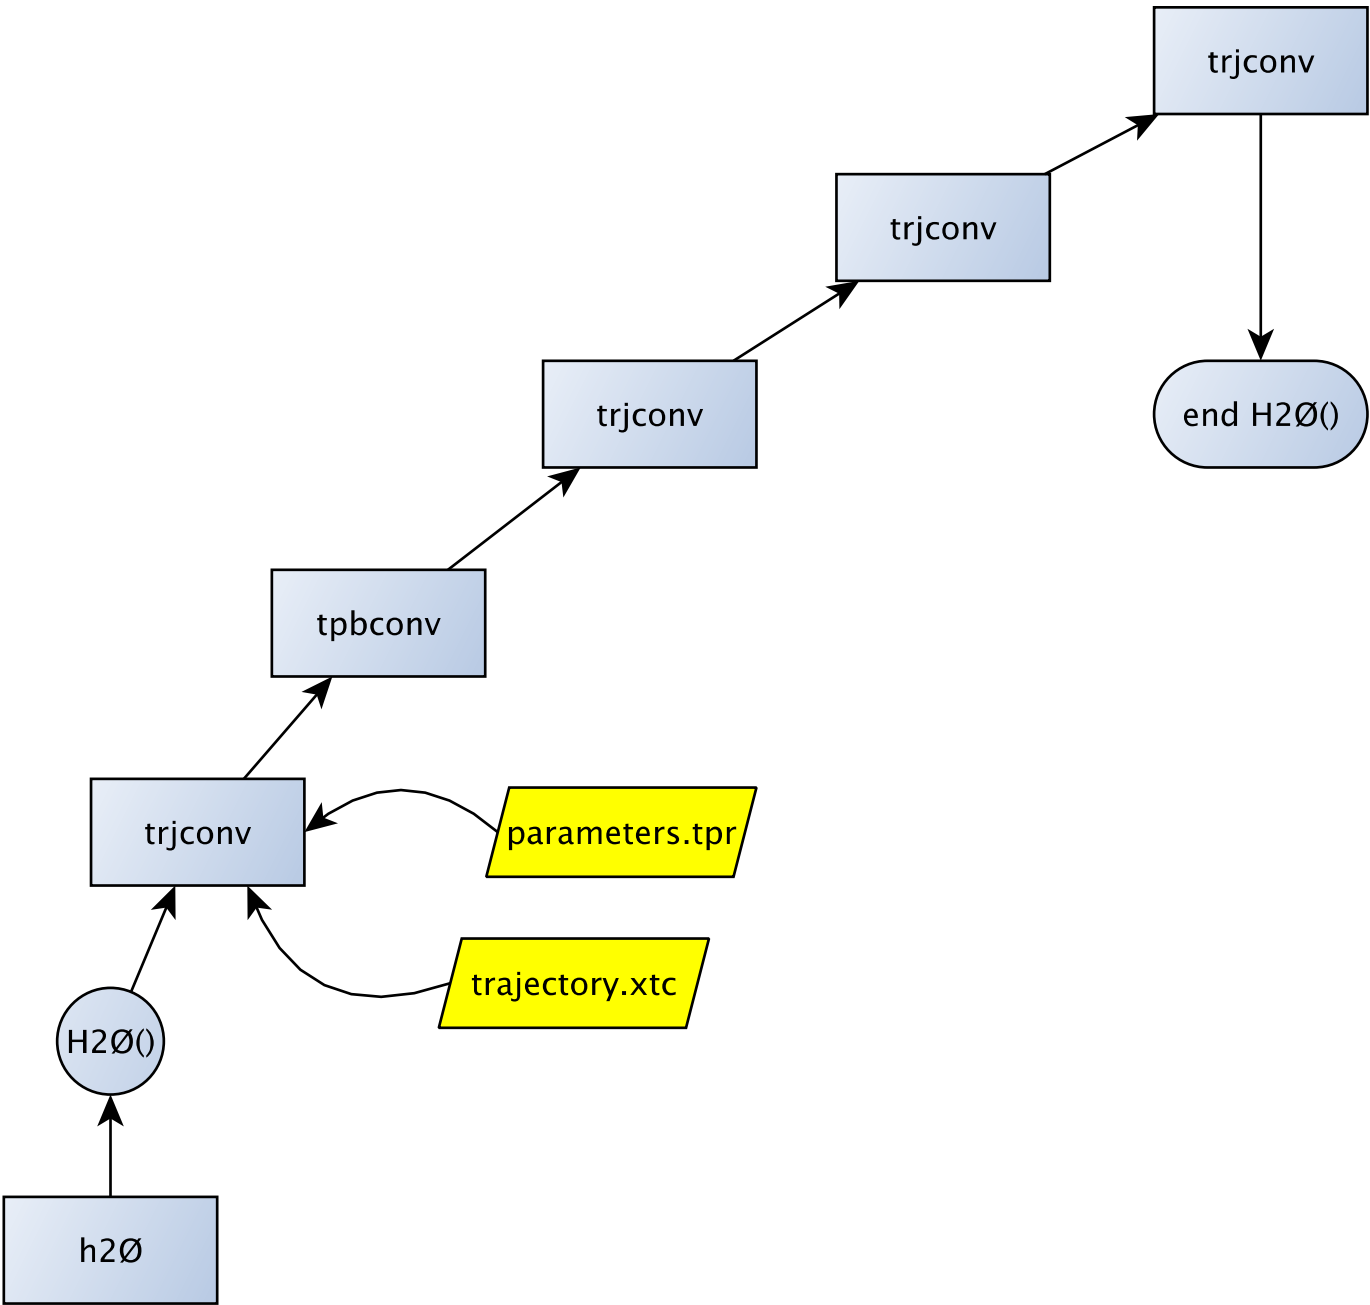 trjconv
trjconv
trjconv
end H2Ø()
tpbconv
trjconv
parameters.tpr
trajectory.xtc
H2Ø()
h2Ø